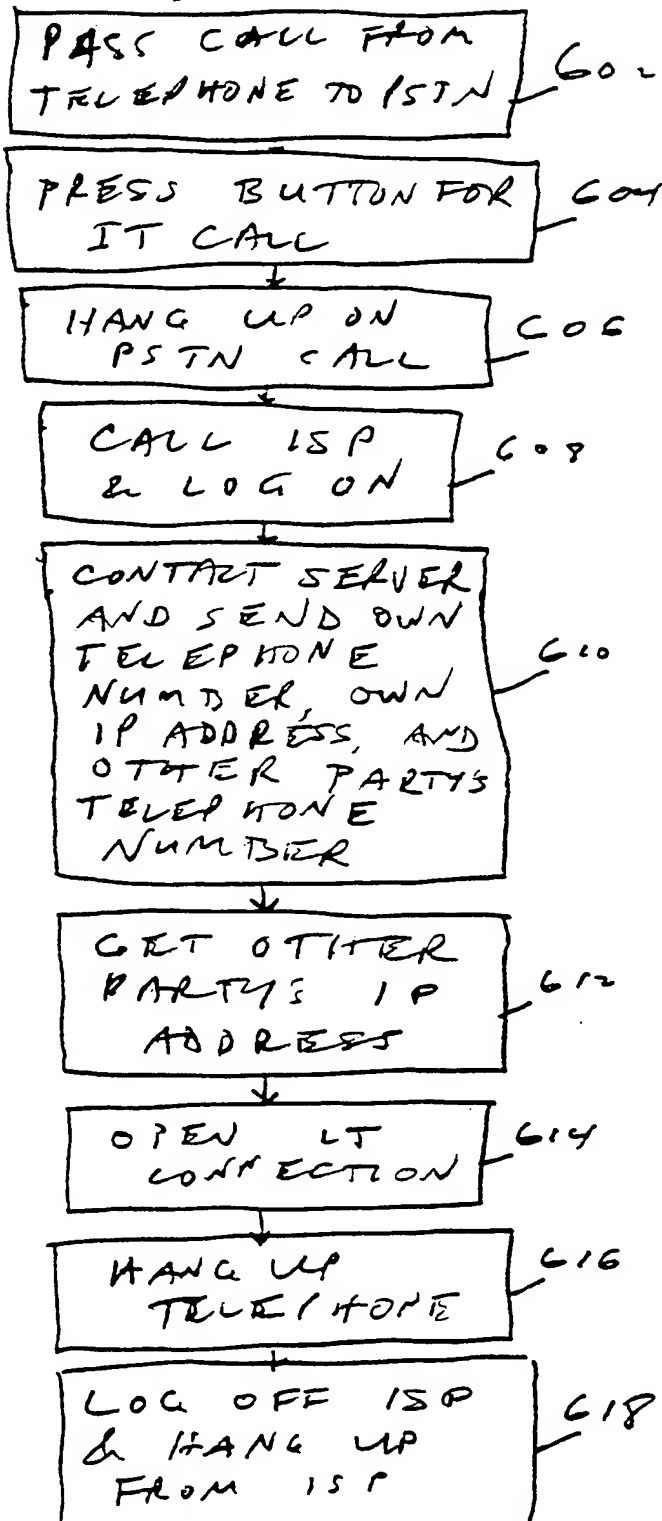 PASS CALL FROM
TELEPHONE TO PSTN
602
PRESS BUTTON FOR
IT CALL
604
HANG UP ON
PSTN CALL
606
CALL ISP
& LOG ON
608
CONTACT SERVER
AND SEND OWN
TELEPHONE
NUMBER, OWN
IP ADDRESS, AND
OTHER PARTY'S
TELEPHONE
NUMBER
610
GET OTHER
PARTY'S IP
ADDRESS
612
OPEN IT
CONNECTION
614
HANG UP
TELEPHONE
616
LOG OFF ISP
& HANG UP
FROM ISP
618